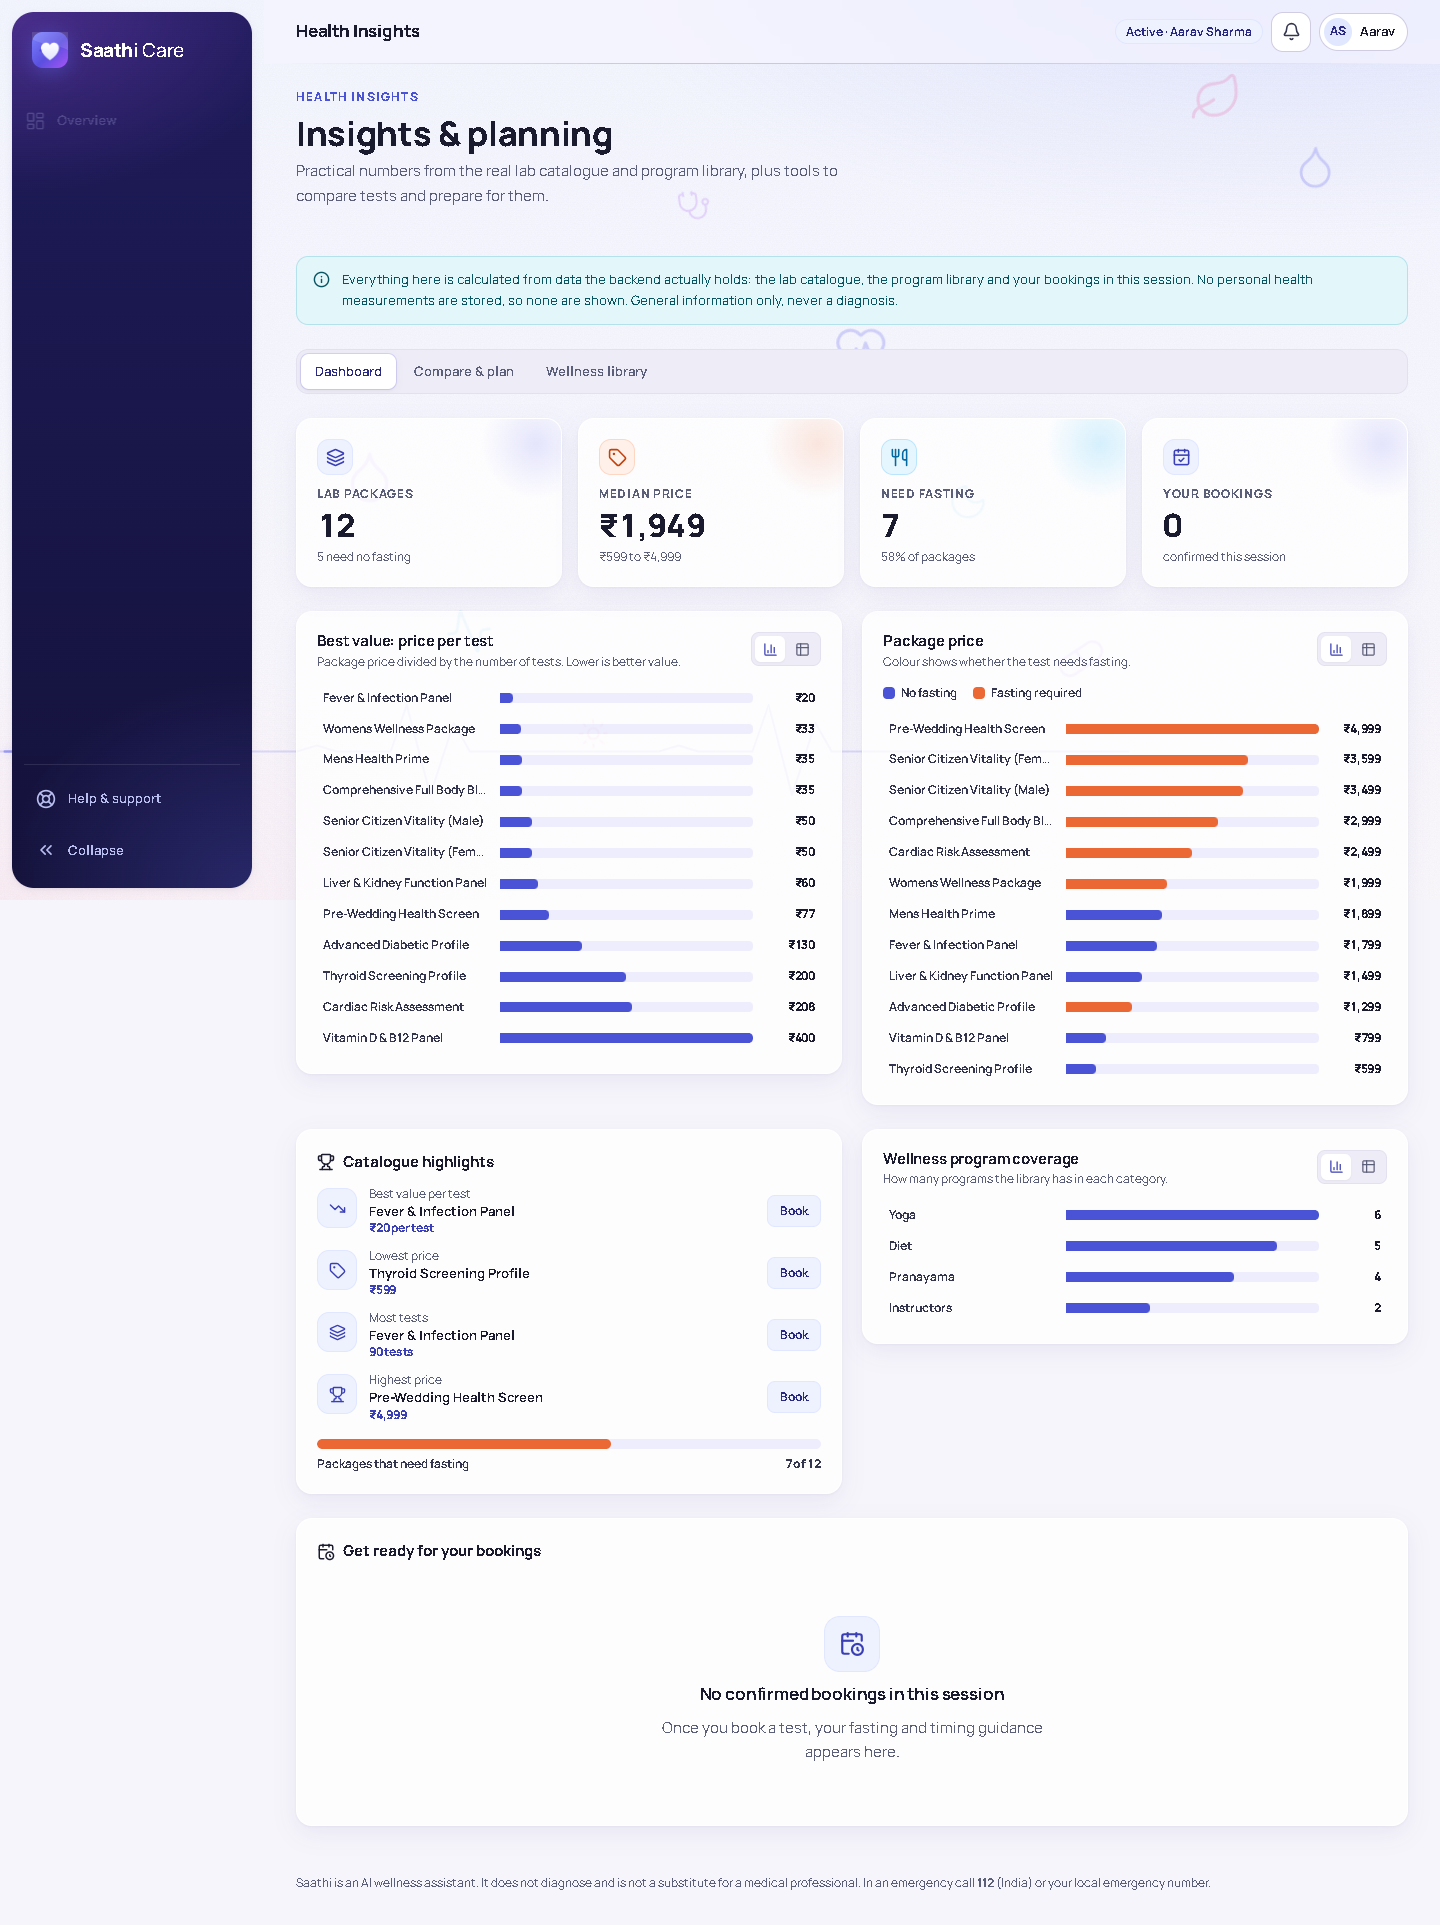 Saathi Care
Overview
Help & support
Collapse
Health Insights
Active · Aarav Sharma
AS
Aarav
HEALTH INSIGHTS
Insights & planning
Practical numbers from the real lab catalogue and program library, plus tools to
compare tests and prepare for them.
Everything here is calculated from data the backend actually holds: the lab catalogue, the program library and your bookings in this session. No personal health
measurements are stored, so none are shown. General information only, never a diagnosis.
Dashboard
Compare & plan
Wellness library
LAB PACKAGES
12
5 need no fasting
MEDIAN PRICE
₹1,949
₹599 to ₹4,999
NEED FASTING
7
58% of packages
YOUR BOOKINGS
0
confirmed this session
Best value: price per test
Package price divided by the number of tests. Lower is better value.
Fever & Infection Panel ₹20
Womens Wellness Package ₹33
Mens Health Prime ₹35
Comprehensive Full Body Bl... ₹35
Senior Citizen Vitality (Male) ₹50
Senior Citizen Vitality (Fem... ₹50
Liver & Kidney Function Panel ₹60
Pre-Wedding Health Screen ₹77
Advanced Diabetic Profile ₹130
Thyroid Screening Profile ₹200
Cardiac Risk Assessment ₹208
Vitamin D & B12 Panel ₹400
Package price
Colour shows whether the test needs fasting.
No fasting
Fasting required
Pre-Wedding Health Screen ₹4,999
Senior Citizen Vitality (Fem... ₹3,599
Senior Citizen Vitality (Male) ₹3,499
Comprehensive Full Body Bl... ₹2,999
Cardiac Risk Assessment ₹2,499
Womens Wellness Package ₹1,999
Mens Health Prime ₹1,899
Fever & Infection Panel ₹1,799
Liver & Kidney Function Panel ₹1,499
Advanced Diabetic Profile ₹1,299
Vitamin D & B12 Panel ₹799
Thyroid Screening Profile ₹599
Catalogue highlights
Best value per test
Fever & Infection Panel
₹20 per test
Book
Lowest price
Thyroid Screening Profile
₹599
Book
Most tests
Fever & Infection Panel
90 tests
Book
Highest price
Pre-Wedding Health Screen
₹4,999
Book
Packages that need fasting 7 of 12
Wellness program coverage
How many programs the library has in each category.
Yoga 6
Diet 5
Pranayama 4
Instructors 2
Get ready for your bookings
No confirmed bookings in this session
Once you book a test, your fasting and timing guidance
appears here.
Saathi is an AI wellness assistant. It does not diagnose and is not a substitute for a medical professional. In an emergency call 112 (India) or your local emergency number.